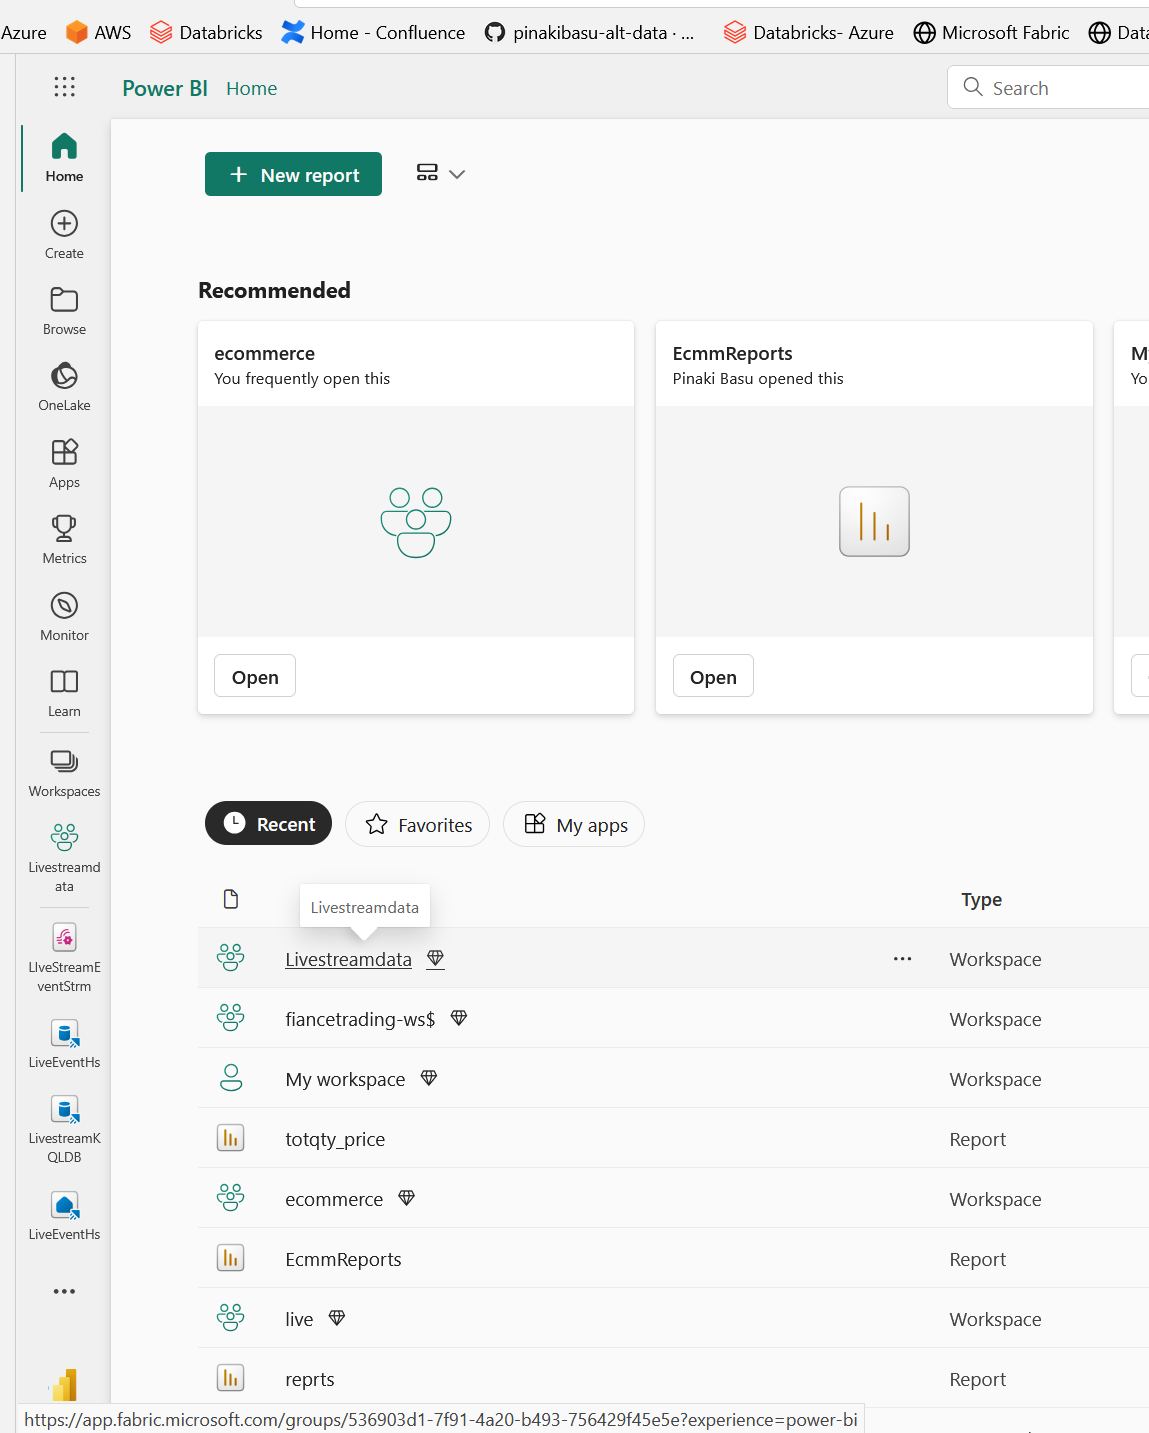 Azure AWS Databricks Home - Confluence pinakibasu-alt-data · ... Databricks- Azure Microsoft Fabric Data
Power BI Home Search
Home
Create
Browse
OneLake
Apps
Metrics
Monitor
Learn
Workspaces
Livestreamd
ata
LIveStreamE
ventStrm
LiveEventHs
LivestreamK
QLDB
LiveEventHs
New report
Recommended
ecommerce
You frequently open this
Open
EcmmReports
Pinaki Basu opened this
Open
My
Yo
Recent Favorites My apps
Livestreamdata
Type
Livestreamdata ... Workspace
fiancetrading-ws$ Workspace
My workspace Workspace
totqty_price Report
ecommerce Workspace
EcmmReports Report
live Workspace
reprts Report
https://app.fabric.microsoft.com/groups/536903d1-7f91-4a20-b493-756429f45e5e?experience=power-bi